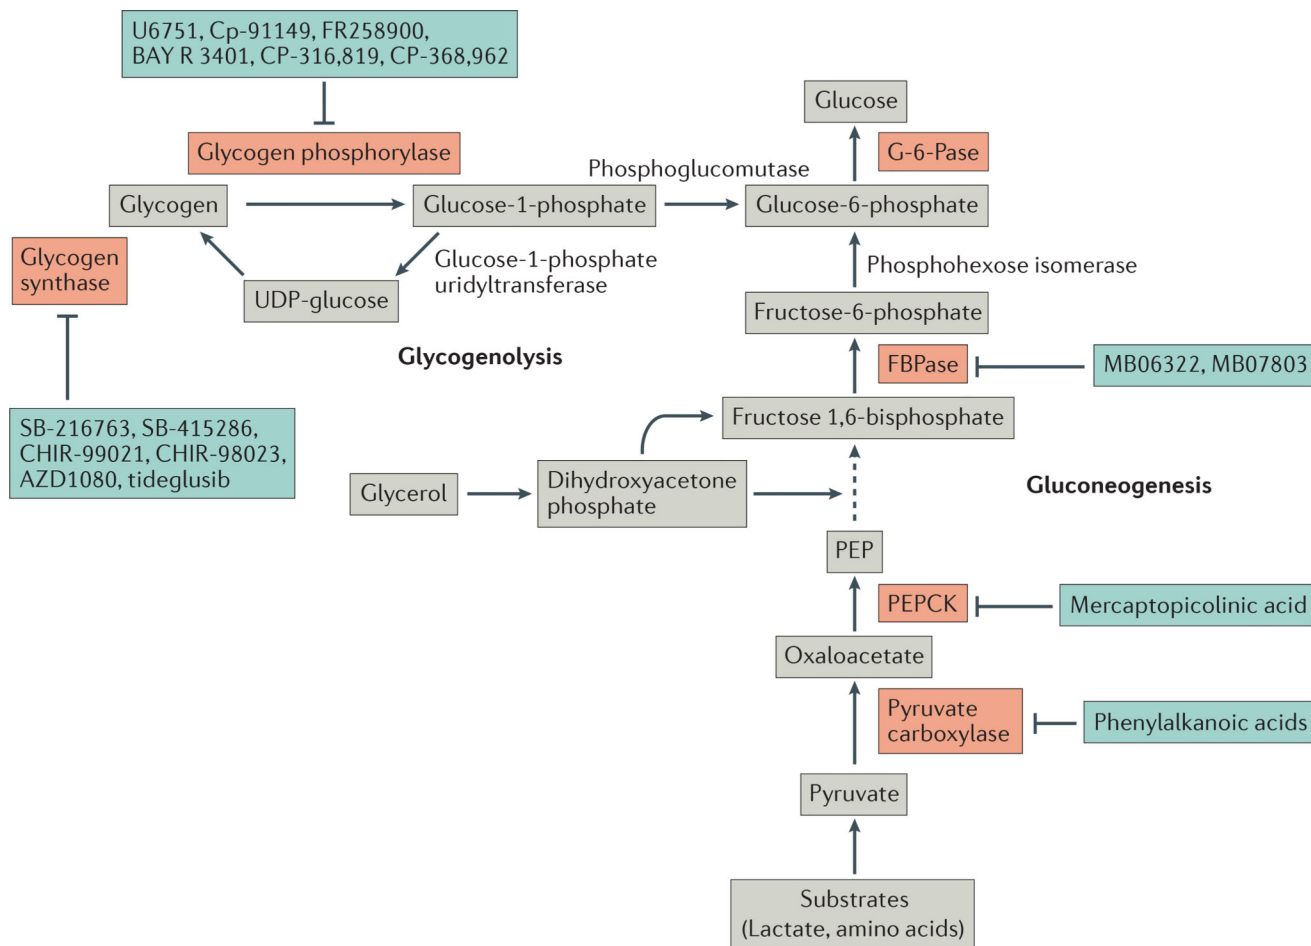 U6751, Cp-91149, FR258900,
BAY R 3401, CP-316,819, CP-368,962
Glycogen phosphorylase
Glucose
G-6-Pase
Phosphoglucomutase
Glycogen
Glucose-1-phosphate
Glucose-6-phosphate
Glycogen
synthase
Glucose-1-phosphate
uridyltransferase
Phosphohexose isomerase
UDP-glucose
Fructose-6-phosphate
Glycogenolysis
FBPase
MB06322, MB07803
SB-216763, SB-415286,
CHIR-99021, CHIR-98023,
AZD1080, tideglusib
Fructose 1,6-bisphosphate
Glycerol
Dihydroxyacetone
phosphate
Gluconeogenesis
PEP
PEPCK
Mercaptopicolinic acid
Oxaloacetate
Pyruvate
carboxylase
Phenylalkanoic acids
Pyruvate
Substrates
(Lactate, amino acids)